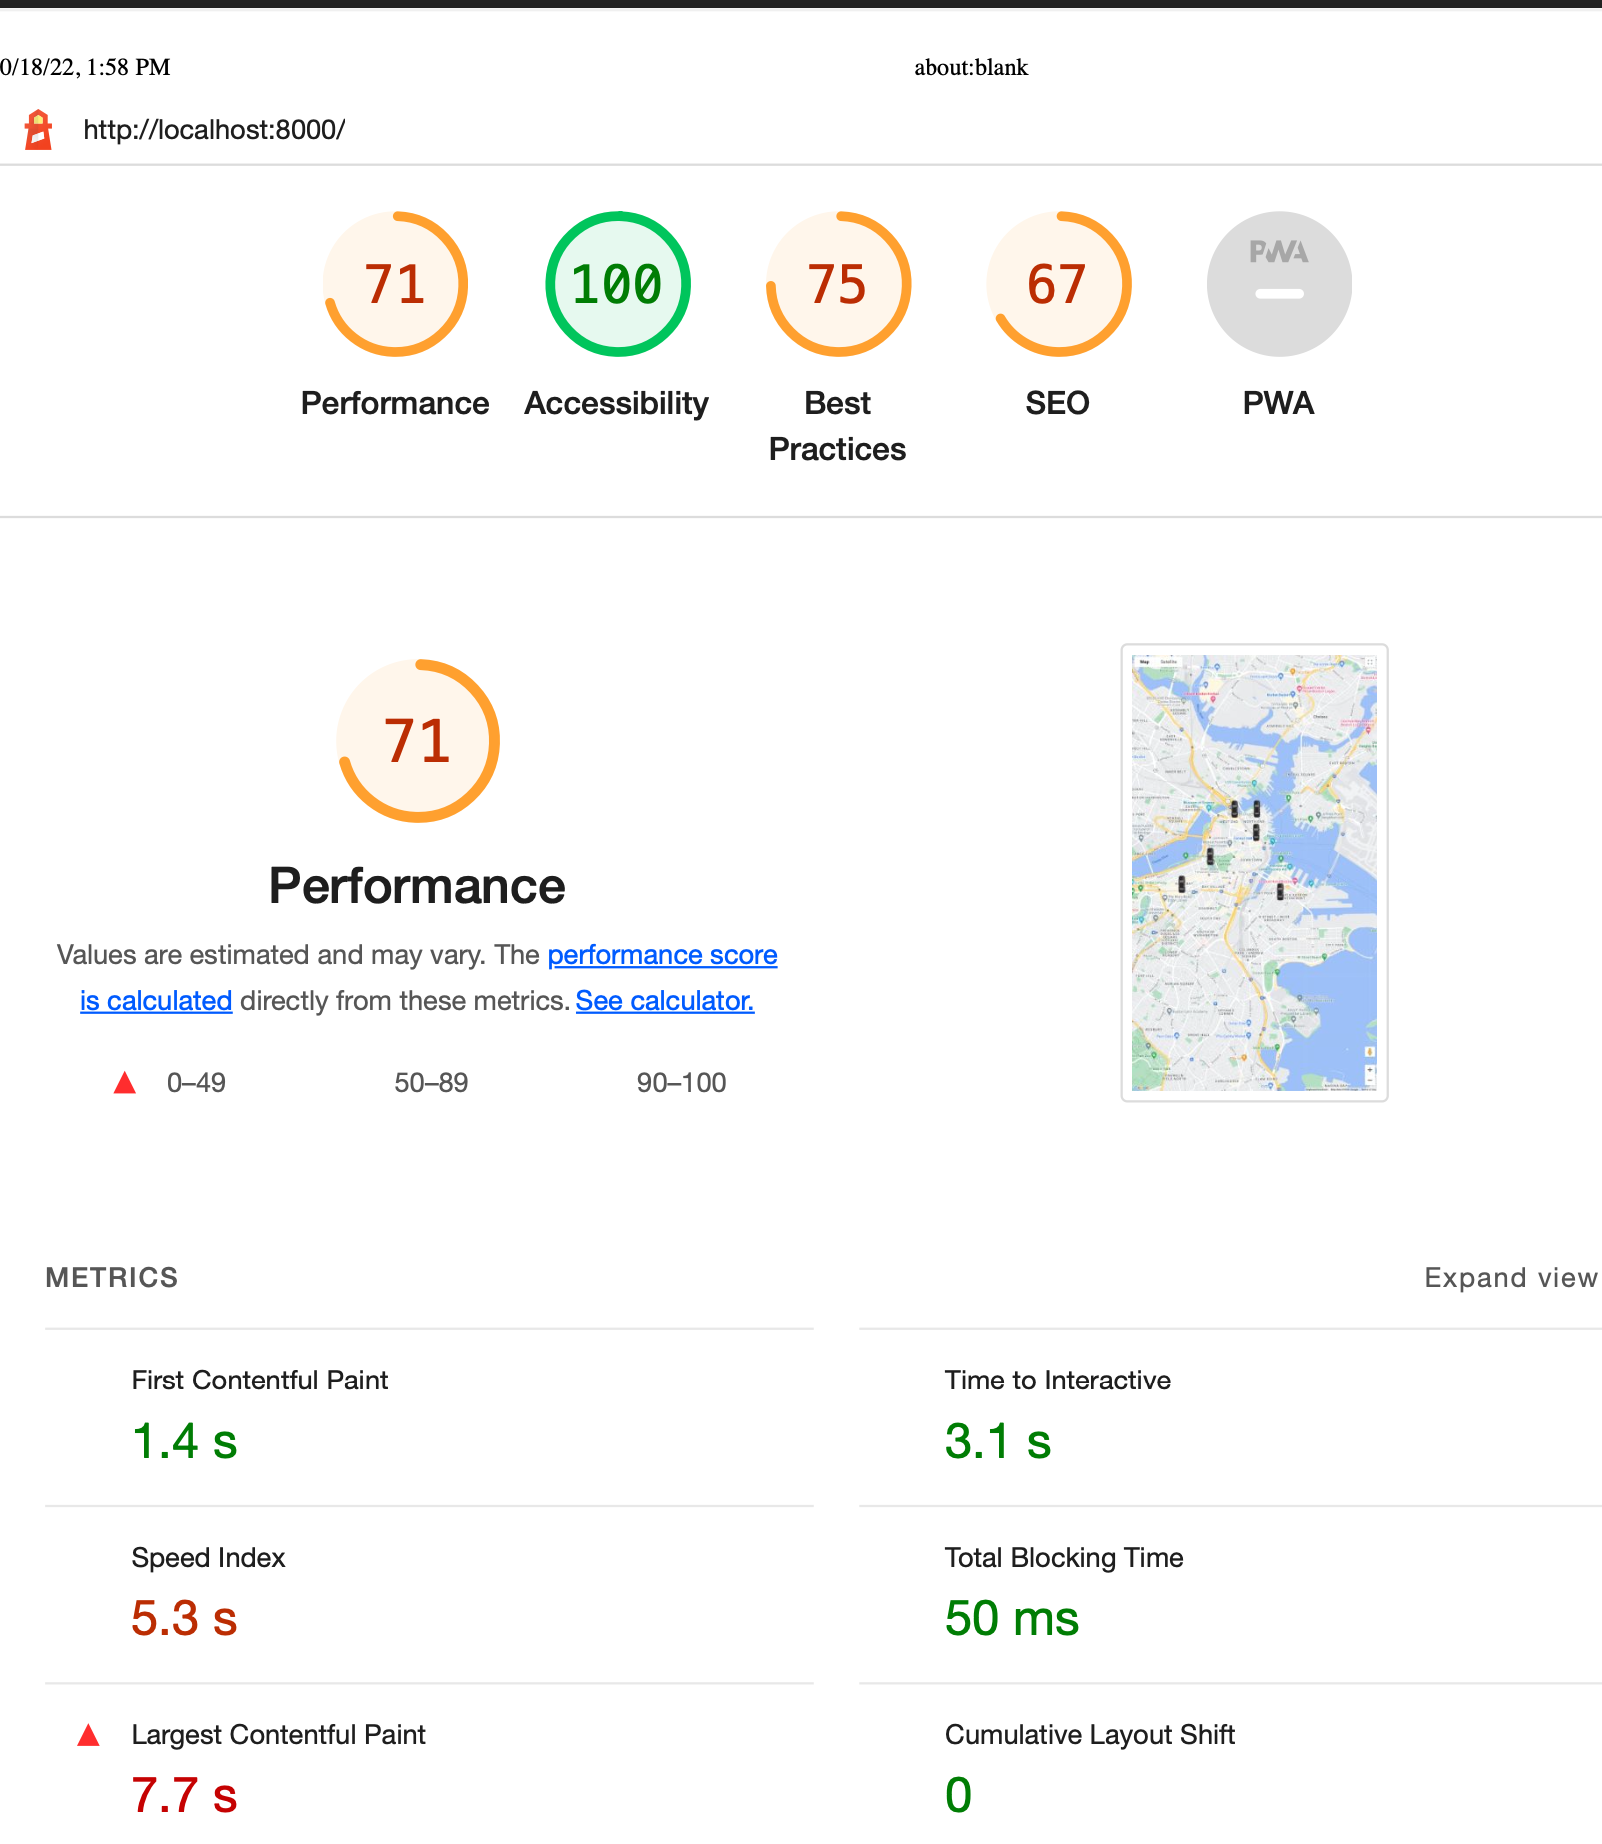 0/18/22, 1:58 PM about:blank
http://localhost:8000/
71 100 75 67 PWA
Performance Accessibility Best Practices SEO PWA
71
Performance
Values are estimated and may vary. The performance score
is calculated directly from these metrics. See calculator.
0–49 50–89 90–100
Map Satellite
METRICS Expand view
First Contentful Paint
1.4 s
Time to Interactive
3.1 s
Speed Index
5.3 s
Total Blocking Time
50 ms
Largest Contentful Paint
7.7 s
Cumulative Layout Shift
0